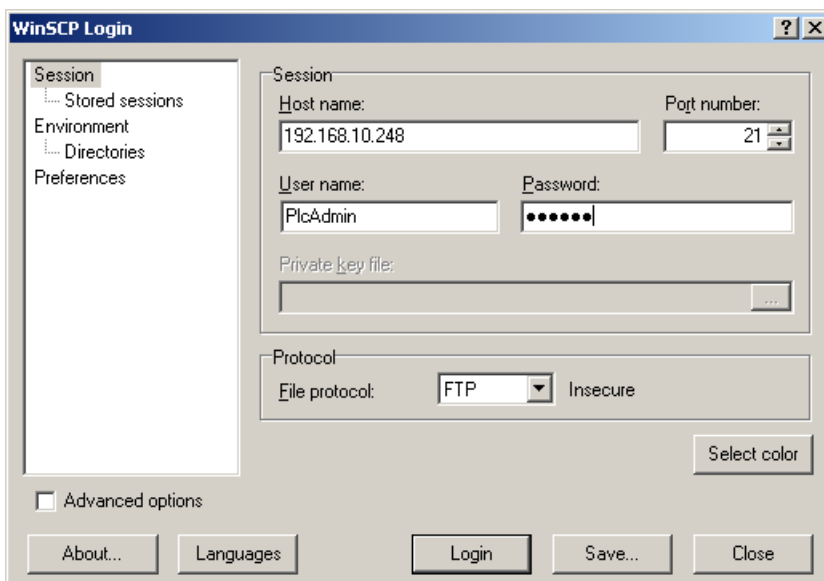 WinSCP Login
Session
Stored sessions
Environment
Directories
Preferences
Session
Host name: Port number:
192.168.10.248 21
User name: Password:
PlcAdmin ●●●●●●
Private key file:
...
Protocol
File protocol: FTP Insecure
Select color
Advanced options
About... Languages Login Save... Close